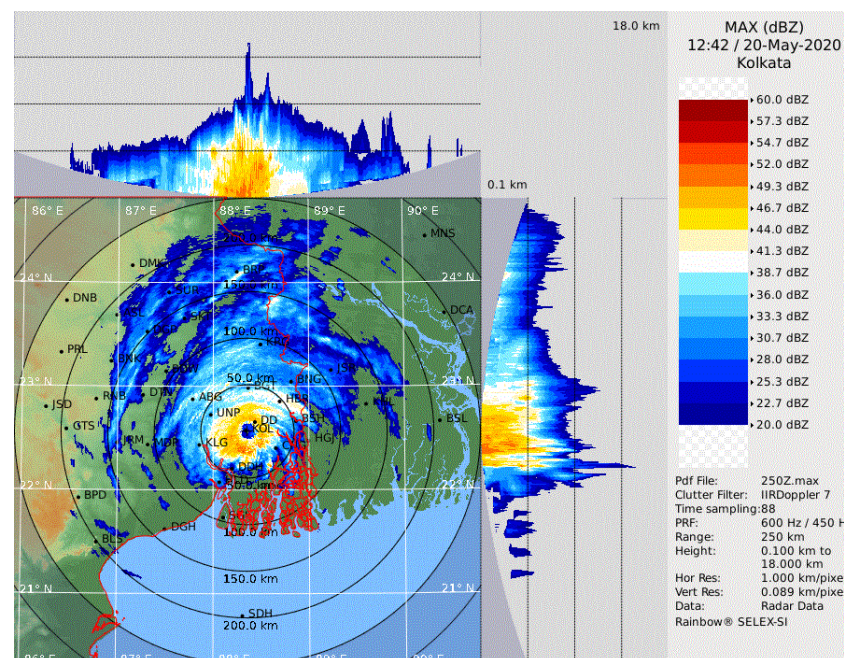 18.0 km
MAX (dBZ)
12:42 / 20-May-2020
Kolkata
60.0 dBZ
57.3 dBZ
54.7 dBZ
52.0 dBZ
49.3 dBZ
46.7 dBZ
44.0 dBZ
41.3 dBZ
38.7 dBZ
36.0 dBZ
33.3 dBZ
30.7 dBZ
28.0 dBZ
25.3 dBZ
22.7 dBZ
20.0 dBZ
0.1 km
86° E
87° E
88° E
89° E
90° E
MNS
DMK
24° N
24° N
150.0 km
DNB
DCA
100.0 km
PRL
23° N
23° N
50.0 km
BNG
RNB
ABG
JSD
UNP
DD
BSL
GTS
KOL
HGJ
KLG
22° N
22° N
50.0 km
BPD
DGH
100.0 km
BLS
150.0 km
21° N
21° N
SDH
200.0 km
Pdf File: 250Z.max
Clutter Filter: IIRDoppler 7
Time sampling:88
PRF: 600 Hz / 450 H
Range: 250 km
Height: 0.100 km to
18.000 km
Hor Res: 1.000 km/pixe
Vert Res: 0.089 km/pixe
Data: Radar Data
Rainbow® SELEX-SI